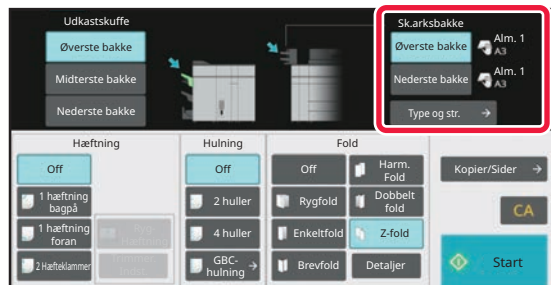 Udkastskuffe
Øverste bakke
Midterste bakke
Nederste bakke
Sk.arksbakke
Øverste bakke
Alm. 1
A3
Nederste bakke
Alm. 1
A3
Type og str.
Hæftning
Off
1 hæftning
bagpå
1 hæftning
foran
2 Hæfteklammer
Ryg
Hæftning
Hulning
Off
2 huller
4 huller
GBC-
hulning
Fold
Off
Harm.
Fold
Rygfold
Dobbelt
fold
Enkeltfold
Z-fold
Brevfold
Detaljer
Kopier/Sider
CA
Start